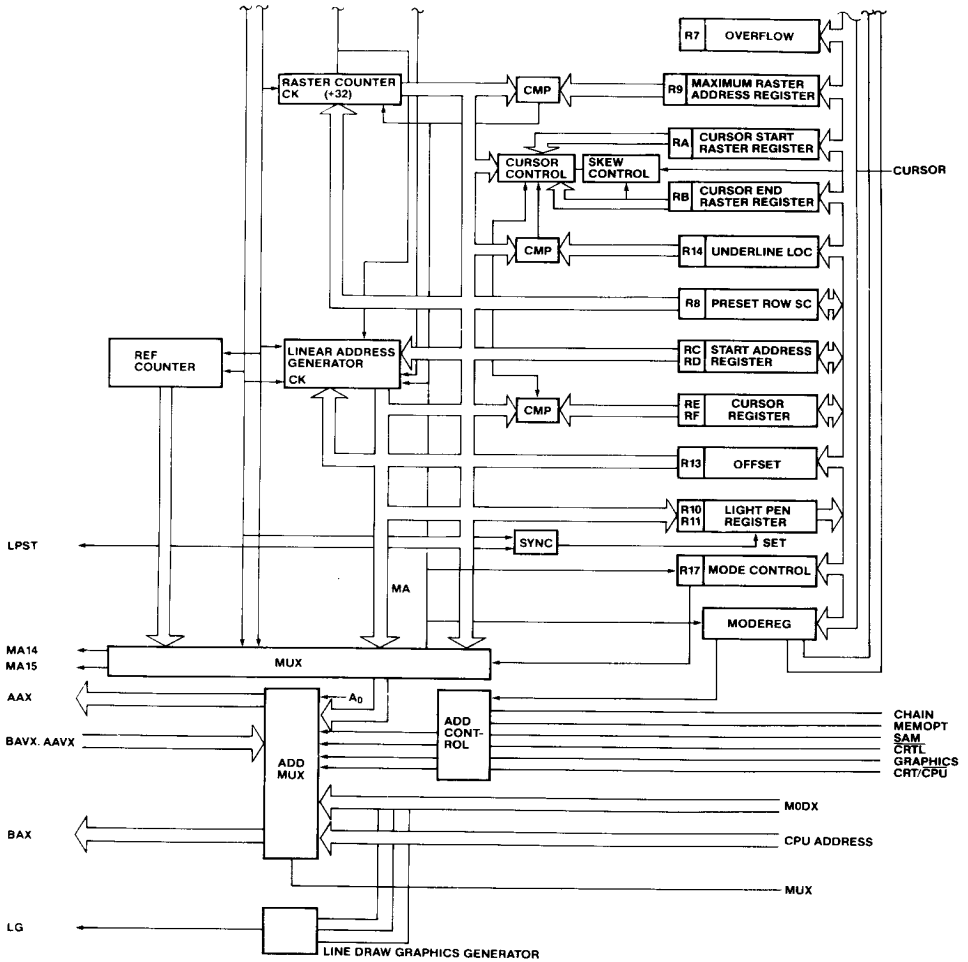 R7 OVERFLOW
RASTER COUNTER
CK (÷32)
CMP
R9 MAXIMUM RASTER
ADDRESS REGISTER
RA CURSOR START
RASTER REGISTER
CURSOR
CONTROL
SKEW
CONTROL
CURSOR
RB CURSOR END
RASTER REGISTER
CMP
R14 UNDERLINE LOC
R8 PRESET ROW SC
REF
COUNTER
LINEAR ADDRESS
GENERATOR
CK
RC START ADDRESS
RD REGISTER
CMP
RE CURSOR
RF REGISTER
R13 OFFSET
R10 LIGHT PEN
R11 REGISTER
LPST
SYNC
SET
MA
R17 MODE CONTROL
MODEREG
MA14
MA15
MUX
AAX
A0
ADD
CONT-
ROL
CHAIN
MEMOPT
SAM
CRTL
GRAPHICS
CRT/CPU
BAVX. AAVX
ADD
MUX
M0DX
BAX
CPU ADDRESS
MUX
LG
LINE DRAW GRAPHICS GENERATOR